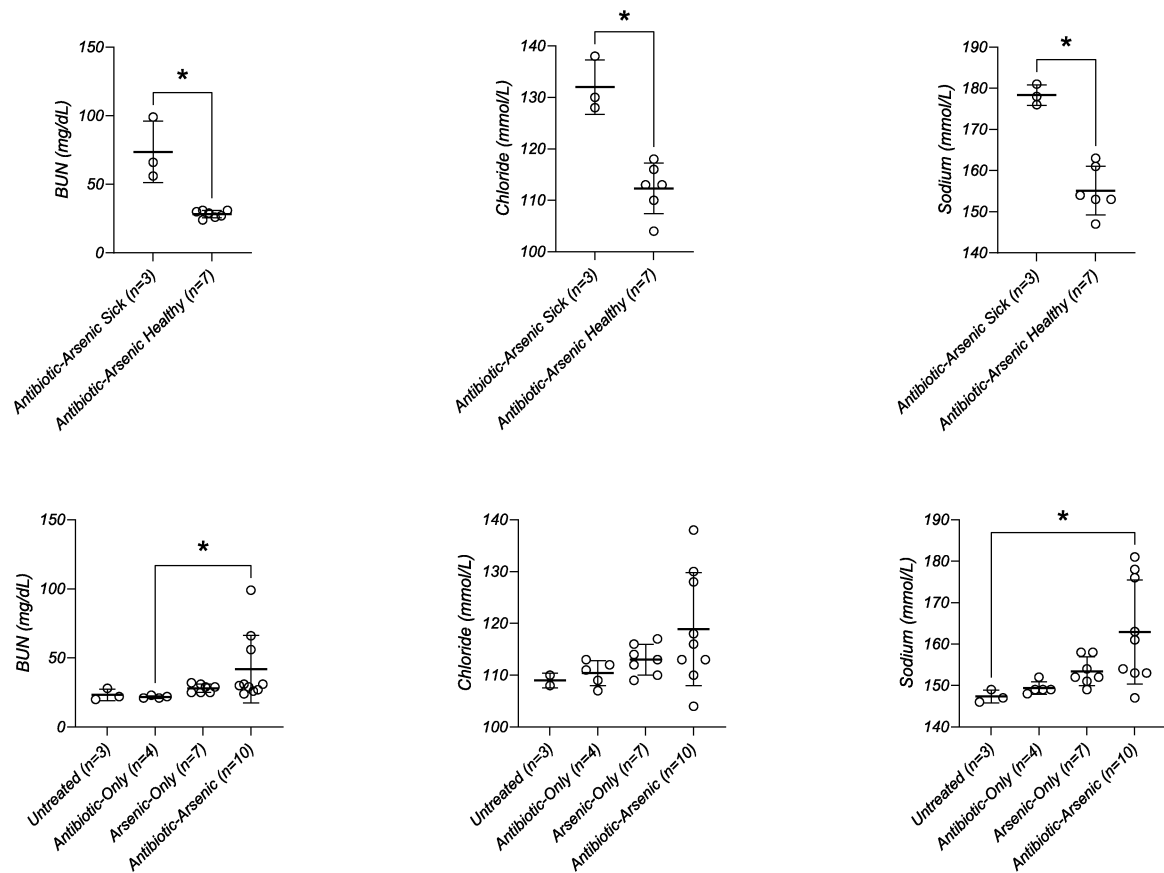 *
150
100
50
0
BUN (mg/dL)
Antibiotic-Arsenic Sick (n=3)
Antibiotic-Arsenic Healthy (n=7)
*
140
130
120
110
100
Chloride (mmol/L)
Antibiotic-Arsenic Sick (n=3)
Antibiotic-Arsenic Healthy (n=7)
*
190
180
170
160
150
140
Sodium (mmol/L)
Antibiotic-Arsenic Sick (n=3)
Antibiotic-Arsenic Healthy (n=7)
*
150
100
50
0
BUN (mg/dL)
Untreated (n=3)
Antibiotic-Only (n=4)
Arsenic-Only (n=7)
Antibiotic-Arsenic (n=10)
140
130
120
110
100
Chloride (mmol/L)
Untreated (n=3)
Antibiotic-Only (n=4)
Arsenic-Only (n=7)
Antibiotic-Arsenic (n=10)
*
190
180
170
160
150
140
Sodium (mmol/L)
Untreated (n=3)
Antibiotic-Only (n=4)
Arsenic-Only (n=7)
Antibiotic-Arsenic (n=10)